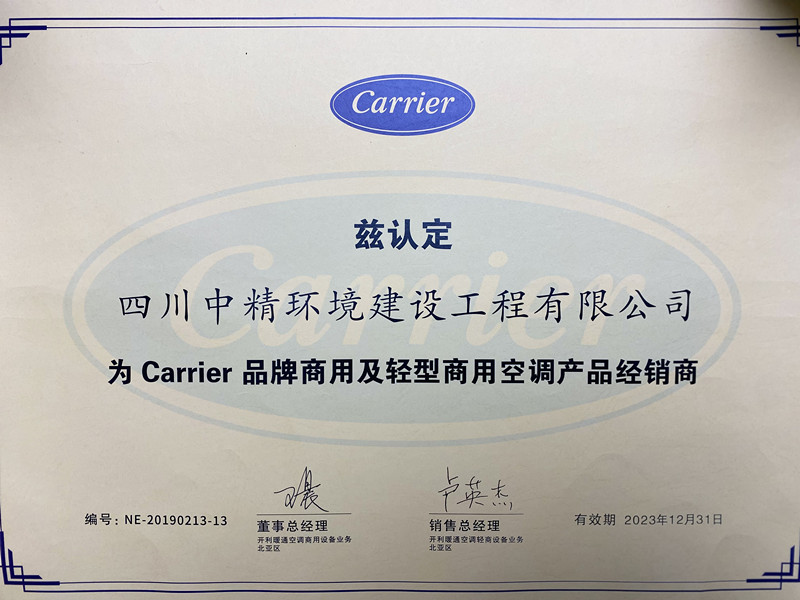 Carrier
兹认定
四川中精环境建设工程有限公司
为 Carrier 品牌商用及轻型商用空调产品经销商
卢英杰
编号：NE-20190213-13
董事总经理
开利暖通空调商用设备业务
北亚区
销售总经理
开利暖通空调轻商设备业务
北亚区
有效期 2023年12月31日